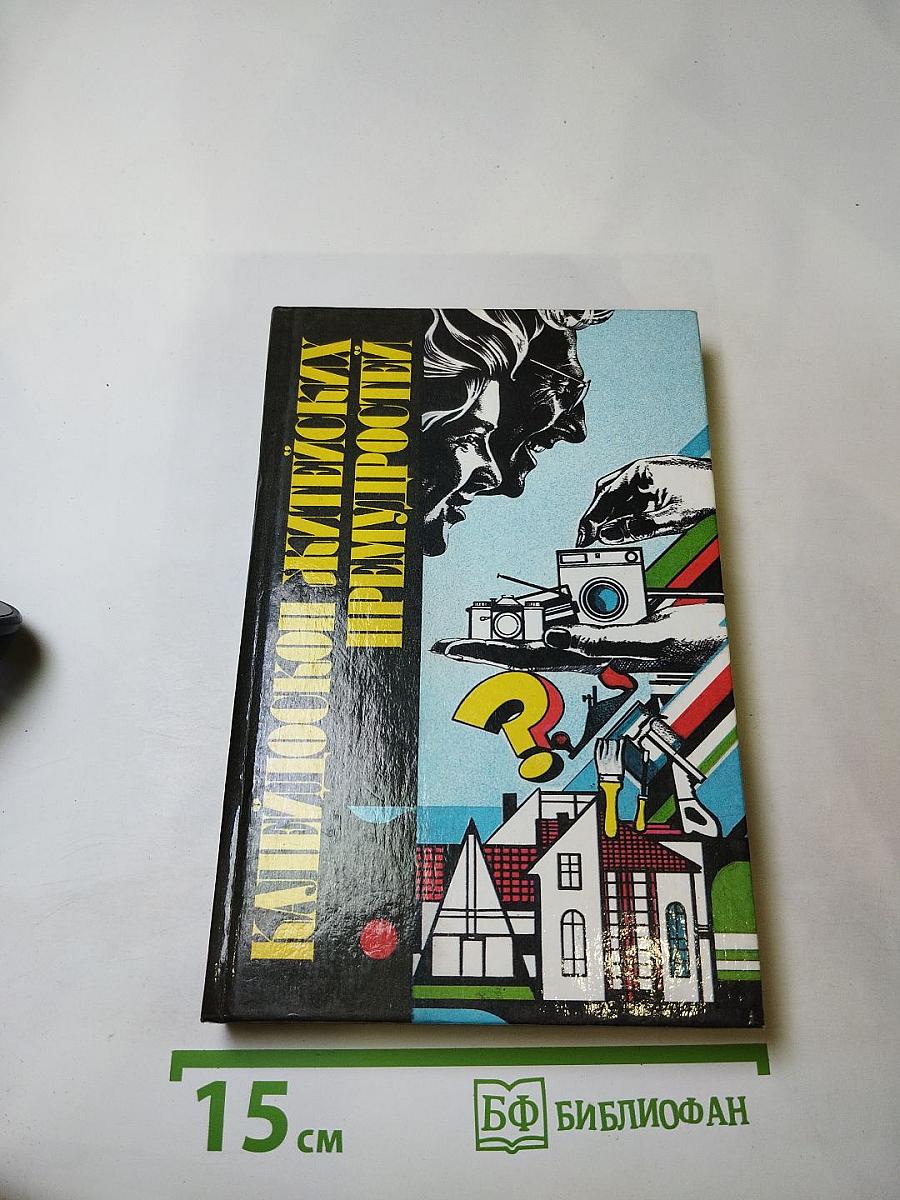 КАЛЕЙДОСКОП ЖИТЕЙСКИХ
ПРЕМУДРОСТЕЙ
15 см
БФ БИБЛИОФАН